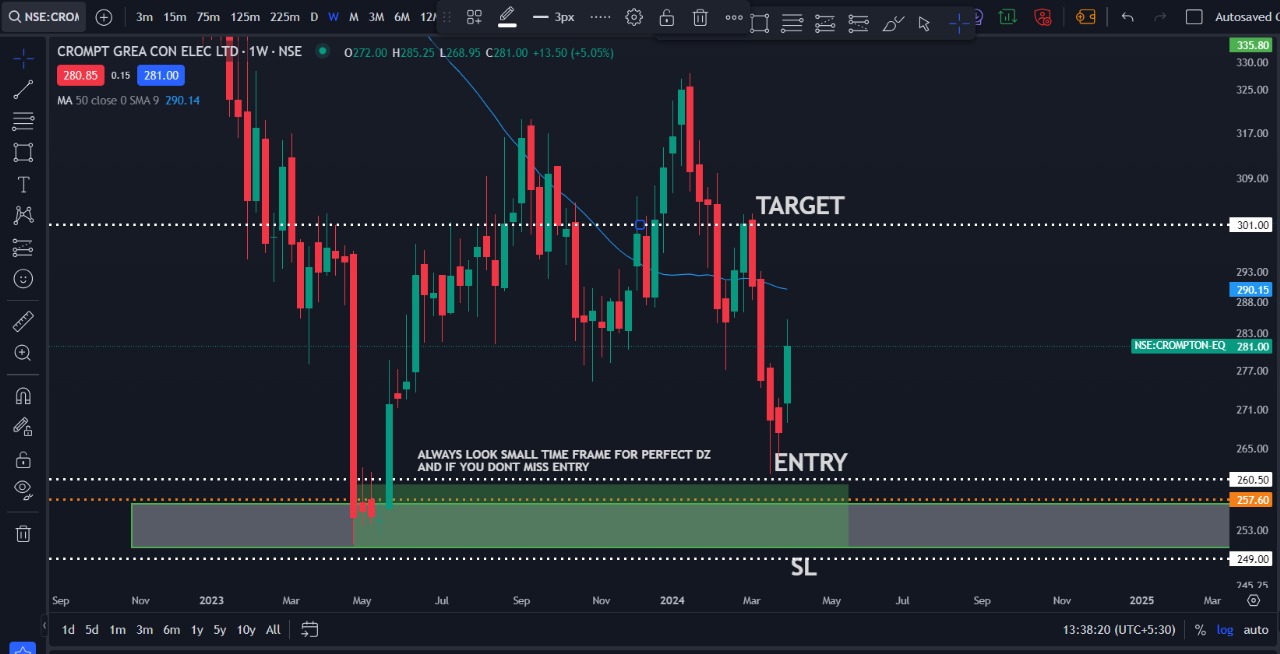 NSE:CROM 3m 15m 75m 125m 225m D W M 3M 6M 12 3px Autosaved
CROMPT GREA CON ELEC LTD · 1W · NSE O272.00 H285.25 L268.95 C281.00 +13.50 (+5.05%)
280.85 0.15 281.00
MA 50 close 0 SMA 9 290.14
335.80
330.00
325.00
317.00
309.00
TARGET
301.00
293.00
290.15
288.00
283.00
NSE:CROMPTON-EQ 281.00
277.00
271.00
265.00
ALWAYS LOOK SMALL TIME FRAME FOR PERFECT DZ
AND IF YOU DONT MISS ENTRY
ENTRY
260.50
257.60
253.00
249.00
SL
245.25
Sep Nov 2023 Mar May Jul Sep Nov 2024 Mar May Jul Sep Nov 2025 Mar
1d 5d 1m 3m 6m 1y 5y 10y All 13:38:20 (UTC+5:30) % log auto